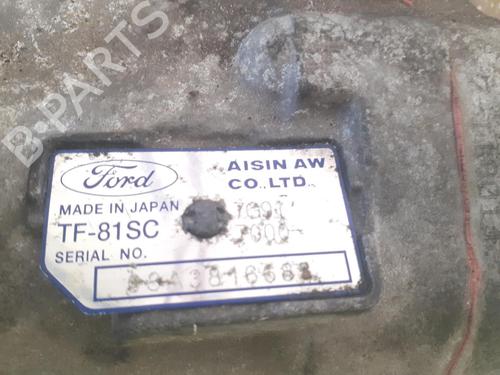 B-PARTS
Ford
AISIN AW
CO.,LTD.
MADE IN JAPAN
TF-81SC
SERIAL NO.